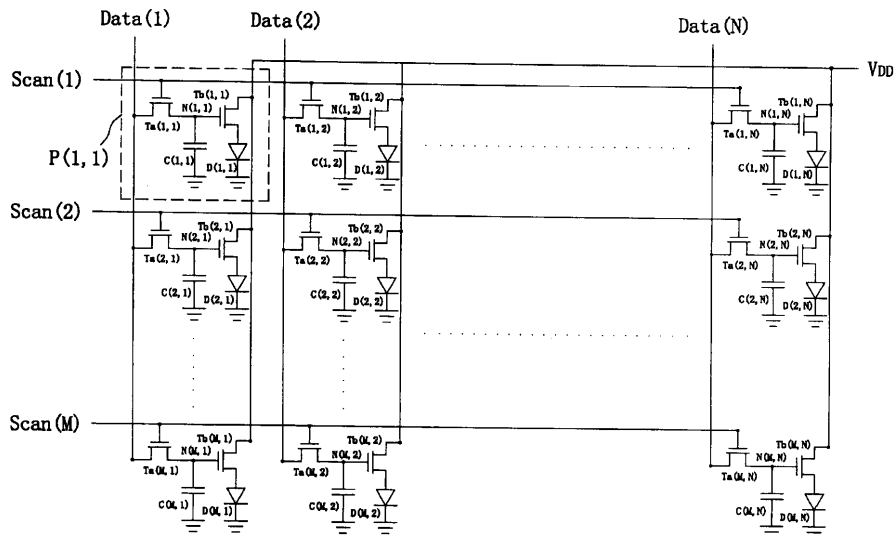 Data(1)
Data(2)
Data(N)
VDD
Scan(1)
Tb(1,1)
N(1,1)
Ta(1,1)
C(1,1)
D(1,1)
P(1,1)
Tb(1,2)
N(1,2)
Ta(1,2)
C(1,2)
D(1,2)
Tb(1,N)
N(1,N)
Ta(1,N)
C(1,N)
D(1,N)
Scan(2)
Tb(2,1)
N(2,1)
Ta(2,1)
C(2,1)
D(2,1)
Tb(2,2)
N(2,2)
Ta(2,2)
C(2,2)
D(2,2)
Tb(2,N)
N(2,N)
Ta(2,N)
C(2,N)
D(2,N)
Scan(M)
Tb(M,1)
N(M,1)
Ta(M,1)
C(M,1)
D(M,1)
Tb(M,2)
N(M,2)
Ta(M,2)
C(M,2)
D(M,2)
Tb(M,N)
N(M,N)
Ta(M,N)
C(M,N)
D(M,N)